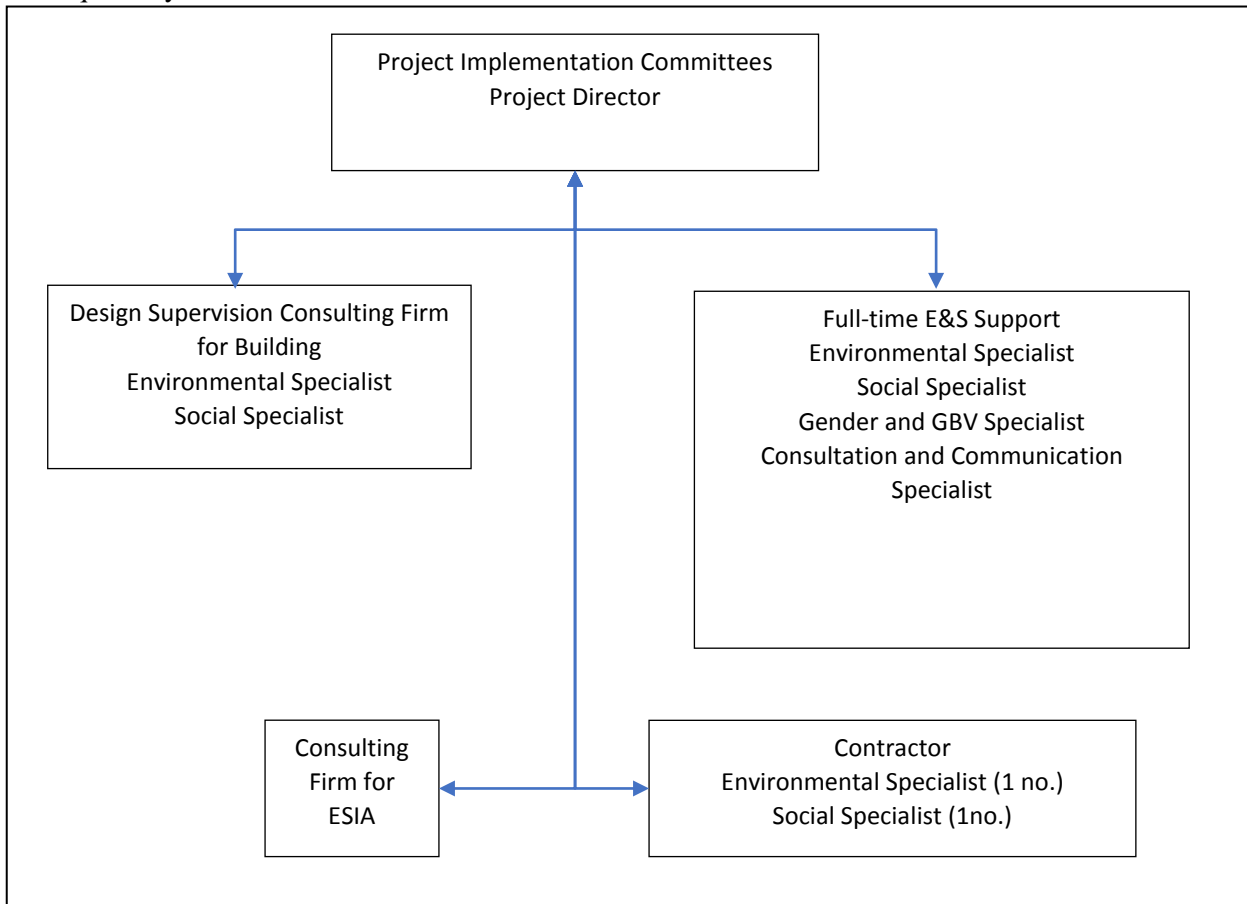 Project Implementation Committees
Project Director
Design Supervision Consulting Firm
for Building
Environmental Specialist
Social Specialist
Full-time E&S Support
Environmental Specialist
Social Specialist
Gender and GBV Specialist
Consultation and Communication
Specialist
Consulting
Firm for
ESIA
Contractor
Environmental Specialist (1 no.)
Social Specialist (1no.)